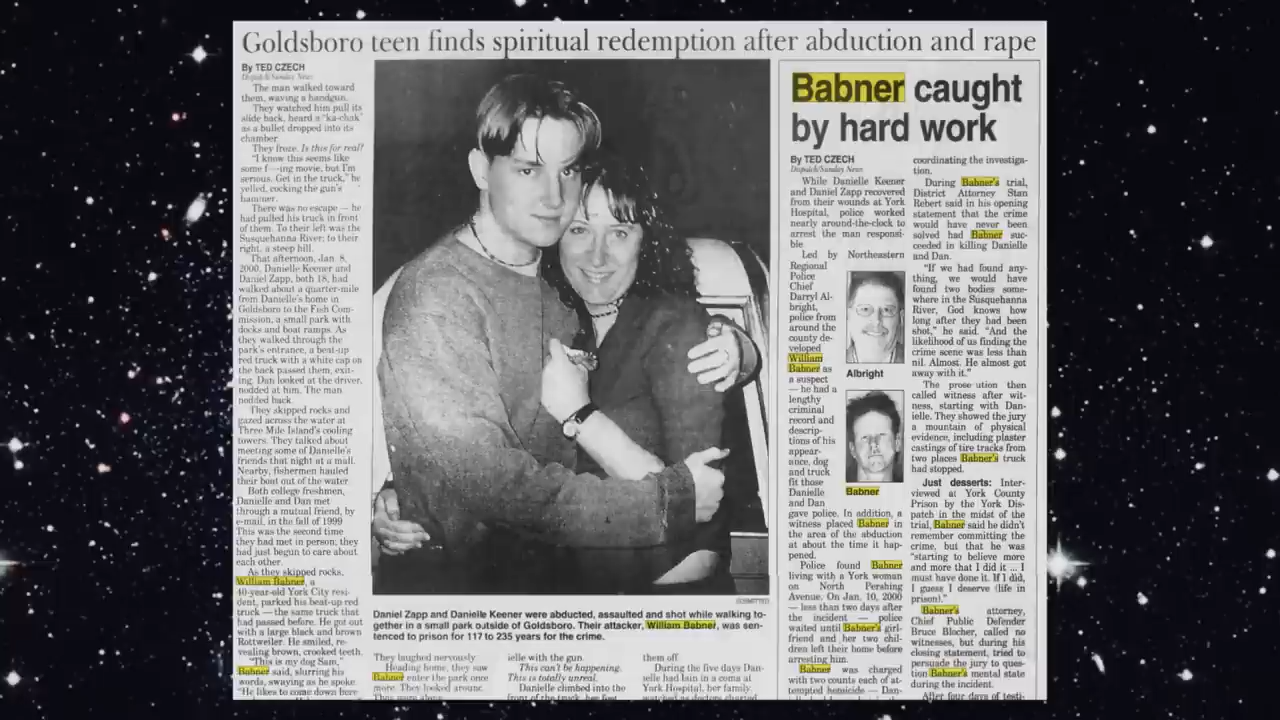 Goldsboro teen finds spiritual redemption after abduction and rape
By TED CZECH
Dispatch/Sunday News
The man walked toward
them, waving a handgun.
They watched him pull its
slide back, heard a "ka-chak"
as a bullet dropped into its
chamber.
They froze. Is this for real?
"I know this seems like
some f—ing movie, but I'm
serious. Get in the truck," he
yelled, cocking the gun's
hammer.
There was no escape — he
had pulled his truck in front
of them. To their left was the
Susquehanna River; to their
right, a steep hill.
That afternoon, Jan. 8,
2000, Danielle Keener and
Daniel Zapp, both 18, had
walked about a quarter-mile
from Danielle's home in
Goldsboro to the Fish Com-
mission, a small park with
docks and boat ramps. As
they walked through the
park's entrance, a beat-up
red truck with a white cap on
the back passed them, exit-
ing. Dan looked at the driver,
nodded at him. The man
nodded back.
They skipped rocks and
gazed across the water at
Three Mile Island's cooling
towers. They talked about
meeting some of Danielle's
friends that night at a mall.
Nearby, fishermen hauled
their boat out of the water.
Both college freshmen,
Danielle and Dan met
through a mutual friend, by
e-mail, in the fall of 1999.
This was the second time
they had met in person; they
had just begun to care about
each other.
As they skipped rocks,
William Babner, a
40-year-old York City resi-
dent, parked his beat-up red
truck — the same truck that
had passed before. He got out
with a large black and brown
Rottweiler. He smiled, re-
vealing brown, crooked teeth.
"This is my dog Sam,"
Babner said, slurring his
words, swaying as he spoke.
"He likes to come down here
SUBMITTED
Daniel Zapp and Danielle Keener were abducted, assaulted and shot while walking to-
gether in a small park outside of Goldsboro. Their attacker, William Babner, was sen-
tenced to prison for 117 to 235 years for the crime.
They laughed nervously.
Heading home, they saw
Babner enter the park once
more. They looked around.
ielle with the gun.
This can't be happening.
This is totally unreal.
Danielle climbed into the
front of the truck, her feet
them off.
During the five days Dan-
ielle had lain in a coma at
York Hospital, her family
watched as doctors charted
Babner caught
by hard work
By TED CZECH
Dispatch/Sunday News
While Danielle Keener
and Daniel Zapp recovered
from their wounds at York
Hospital, police worked
nearly around-the-clock to
arrest the man responsi-
ble.
Led by Northeastern
Regional
Police
Chief
Darryl Al-
bright,
police from
around the
county de-
veloped
William
Babner as
a suspect
— he had a
lengthy
criminal
record and
descrip-
tions of his
appear-
ance, dog
and truck
fit those
Danielle
and Dan
gave police. In addition, a
witness placed Babner in
the area of the abduction
at about the time it hap-
pened.
Police found Babner
living with a York woman
on North Pershing
Avenue. On Jan. 10, 2000
— less than two days after
the incident — police
waited until Babner's girl-
friend and her two chil-
dren left their home before
arresting him.
Babner was charged
with two counts each of at-
tempted homicide — Dan-
Albright
Babner
coordinating the investiga-
tion.
During Babner's trial,
District Attorney Stan
Rebert said in his opening
statement that the crime
would have never been
solved had Babner suc-
ceeded in killing Danielle
and Dan.
"If we had found any-
thing, we would have
found two bodies some-
where in the Susquehanna
River, God knows how
long after they had been
shot," he said. "And the
likelihood of us finding the
crime scene was less than
nil. Almost. He almost got
away with it."
The prose ution then
called witness after wit-
ness, starting with Dan-
ielle. They showed the jury
a mountain of physical
evidence, including plaster
castings of tire tracks from
two places Babner's truck
had stopped.
Just desserts: Inter-
viewed at York County
Prison by the York Dis-
patch in the midst of the
trial, Babner said he didn't
remember committing the
crime, but that he was
"starting to believe more
and more that I did it ... I
must have done it. If I did,
I guess I deserve (life in
prison)."
Babner's attorney,
Chief Public Defender
Bruce Blocher, called no
witnesses, but during his
closing statement, tried to
persuade the jury to ques-
tion Babner's mental state
during the incident.
After four days of testi-